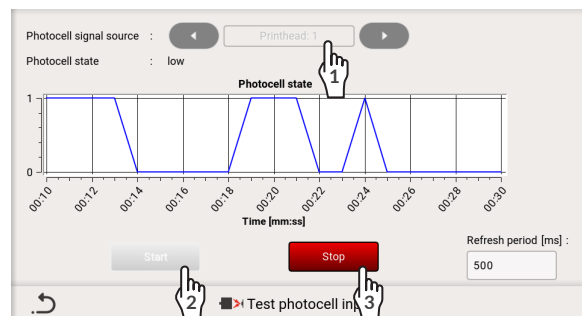 Photocell signal source :
Printhead: 1
1
Photocell state : low
Photocell state
1
0
00:10 00:12 00:14 00:16 00:18 00:20 00:22 00:24 00:26 00:28 00:30
Time [mm:ss]
Refresh period [ms] :
Start
Stop
500
2
3
Test photocell inp